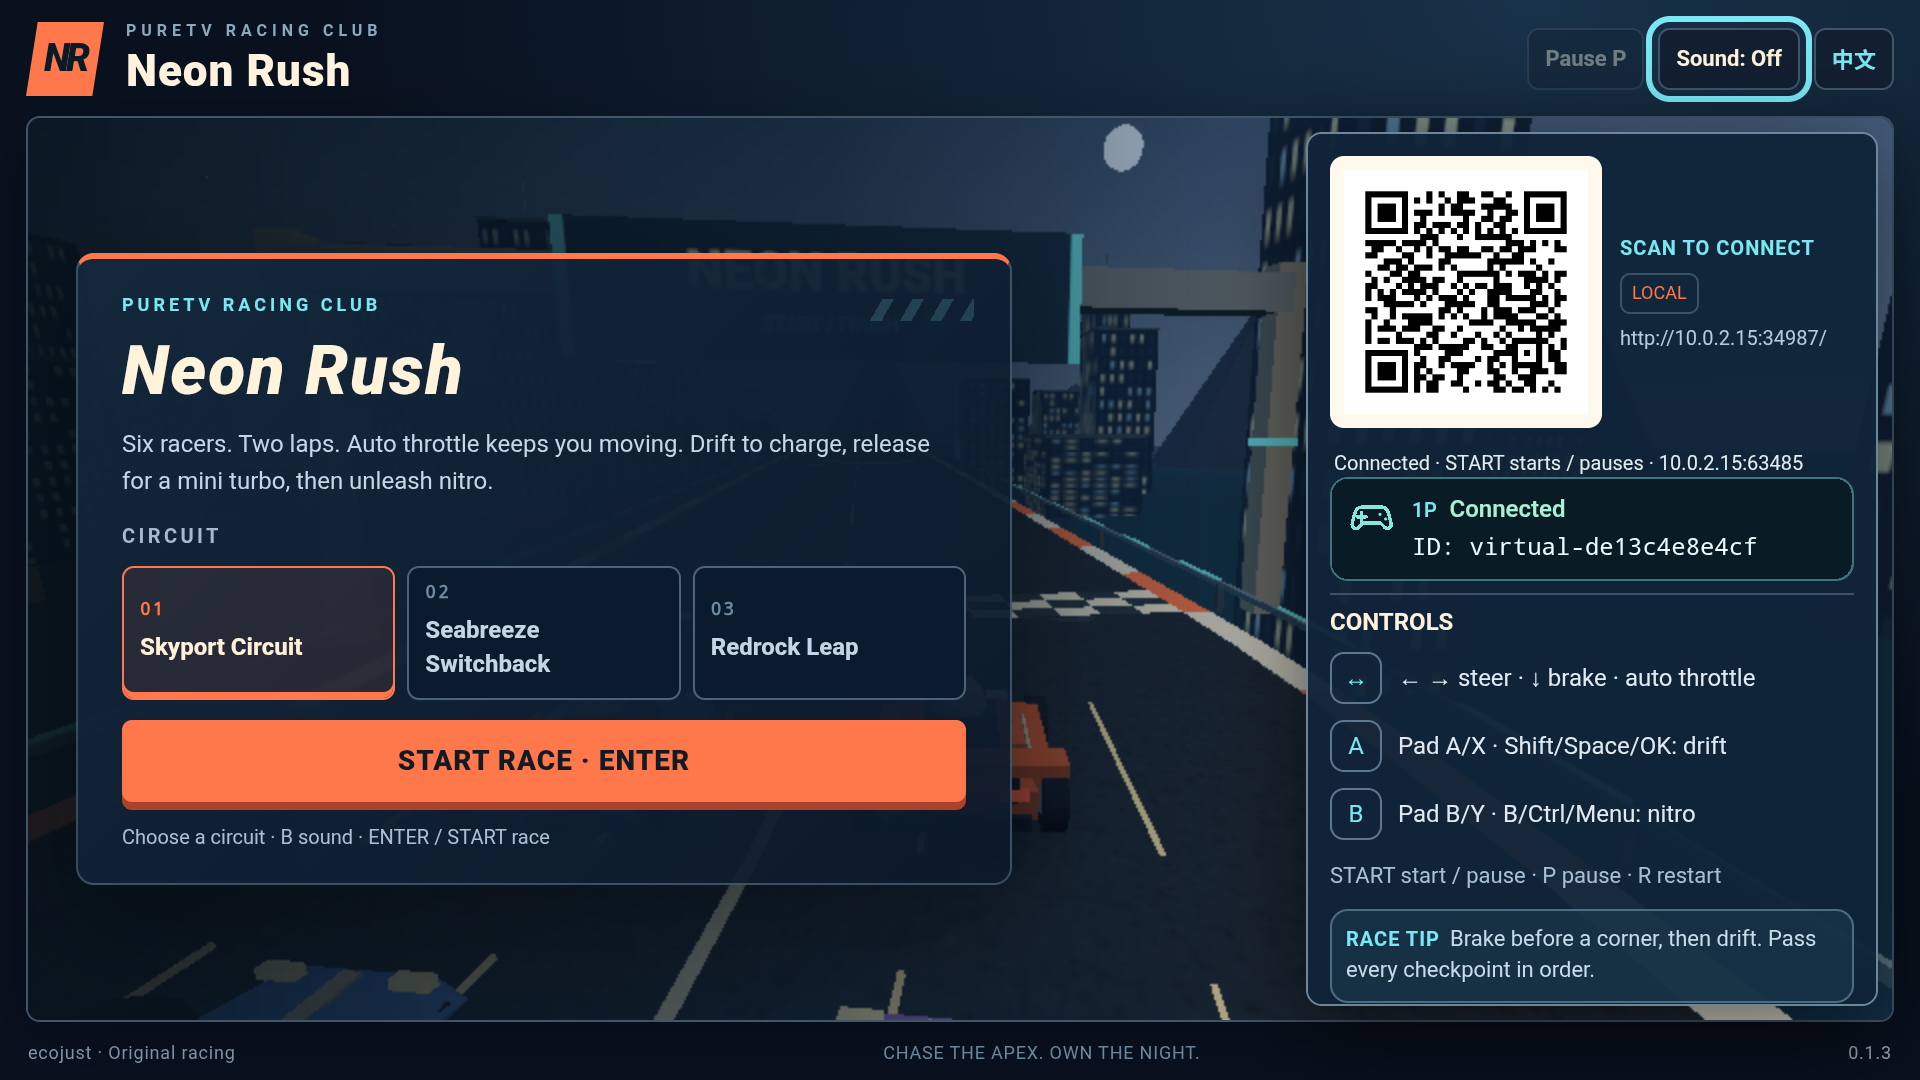 NR
PURETV RACING CLUB
Neon Rush
Pause P
Sound: Off
中文
NEON RUSH
START / FINISH
PURETV RACING CLUB
Neon Rush
Six racers. Two laps. Auto throttle keeps you moving. Drift to charge, release
for a mini turbo, then unleash nitro.
CIRCUIT
01
Skyport Circuit
02
Seabreeze
Switchback
03
Redrock Leap
START RACE · ENTER
Choose a circuit · B sound · ENTER / START race
SCAN TO CONNECT
LOCAL
http://10.0.2.15:34987/
Connected · START starts / pauses · 10.0.2.15:63485
1P Connected
ID: virtual-de13c4e8e4cf
CONTROLS
↔ ← → steer · ↓ brake · auto throttle
A Pad A/X · Shift/Space/OK: drift
B Pad B/Y · B/Ctrl/Menu: nitro
START start / pause · P pause · R restart
RACE TIP Brake before a corner, then drift. Pass
every checkpoint in order.
ecojust · Original racing
CHASE THE APEX. OWN THE NIGHT.
0.1.3